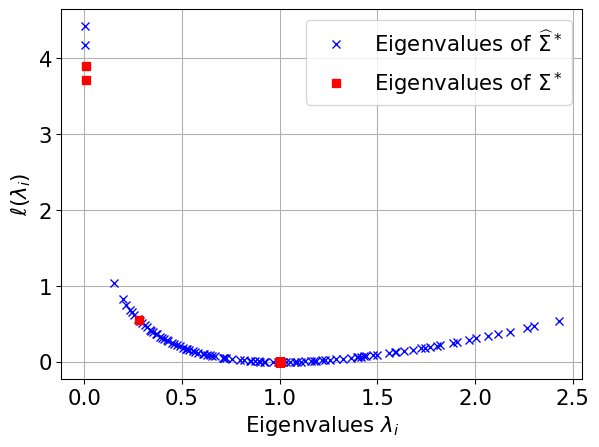 Eigenvalues of Σ̂*
Eigenvalues of Σ*
ℓ(λᵢ)
4
3
2
1
0
0.0 0.5 1.0 1.5 2.0 2.5
Eigenvalues λᵢ